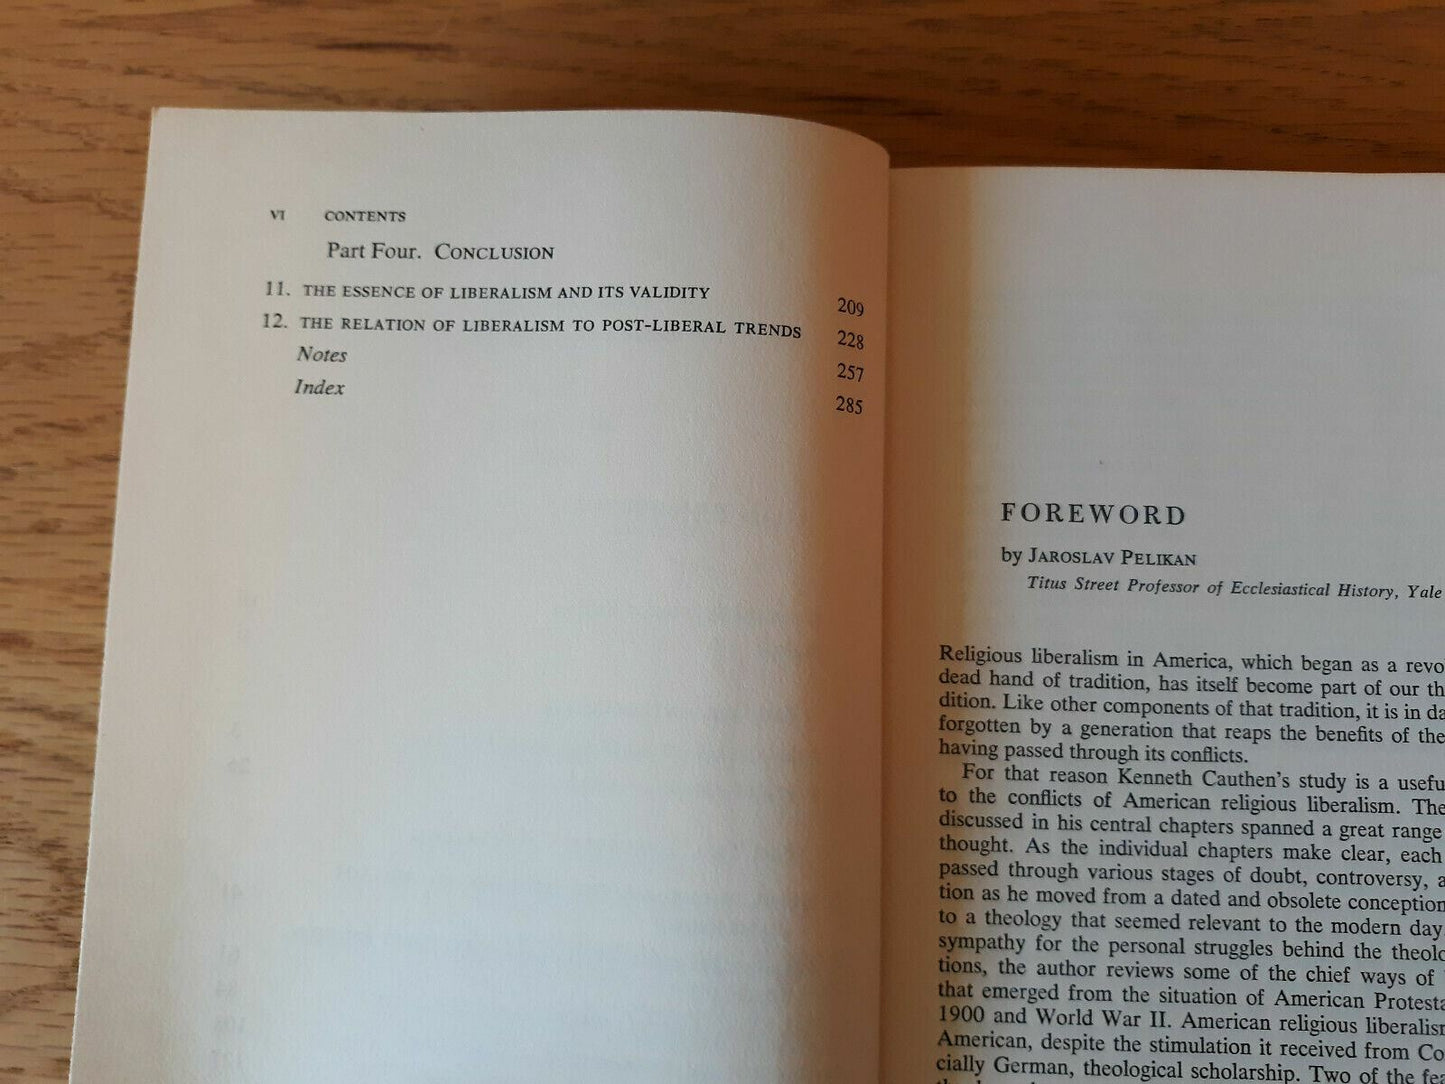 VI CONTENTS
Part Four. CONCLUSION
11. THE ESSENCE OF LIBERALISM AND ITS VALIDITY 209
12. THE RELATION OF LIBERALISM TO POST-LIBERAL TRENDS 228
Notes 257
Index 285
FOREWORD
by JAROSLAV PELIKAN
Titus Street Professor of Ecclesiastical History, Yale
Religious liberalism in America, which began as a revo
dead hand of tradition, has itself become part of our th
dition. Like other components of that tradition, it is in da
forgotten by a generation that reaps the benefits of the
having passed through its conflicts.
For that reason Kenneth Cauthen's study is a usefu
to the conflicts of American religious liberalism. The
discussed in his central chapters spanned a great range
thought. As the individual chapters make clear, each
passed through various stages of doubt, controversy, a
tion as he moved from a dated and obsolete conception
to a theology that seemed relevant to the modern day.
sympathy for the personal struggles behind the theolo
tions, the author reviews some of the chief ways of
that emerged from the situation of American Protesta
1900 and World War II. American religious liberalism
American, despite the stimulation it received from Co
cially German, theological scholarship. Two of the fea